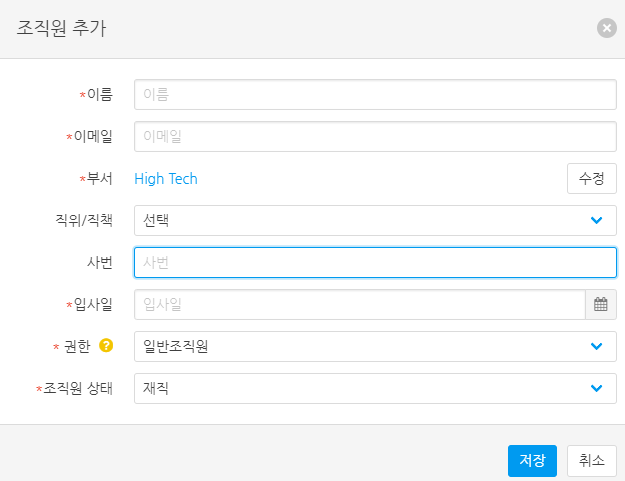 조직원 추가
*이름 이름
*이메일 이메일
*부서 High Tech 수정
직위/직책 선택
사번 사번
*입사일 입사일
* 권한 ? 일반조직원
*조직원 상태 재직
저장 취소